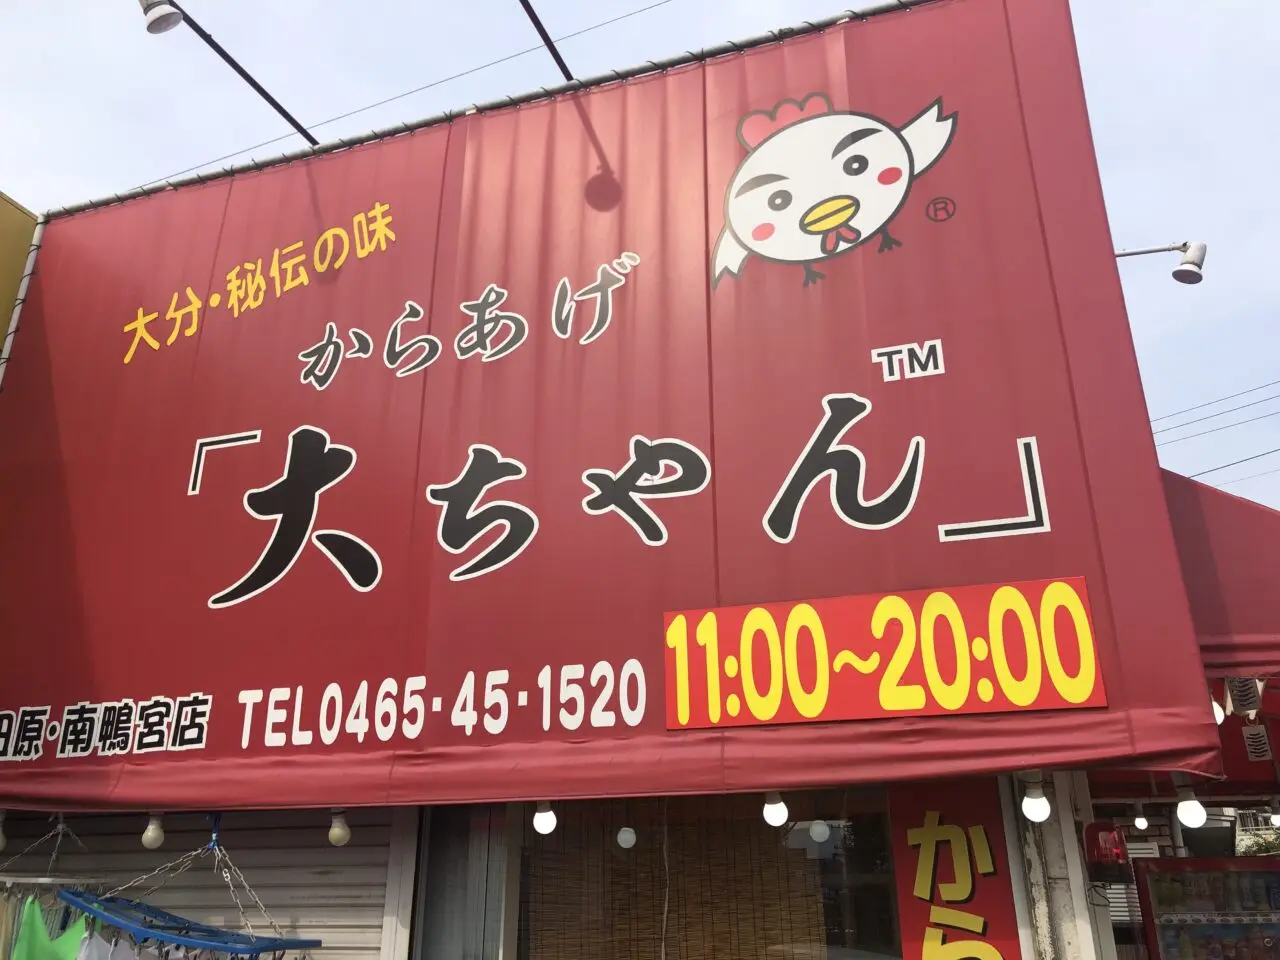 大分・秘伝の味
からあげ
®
TM
「大ちゃん」
11:00~20:00
田原・南鴨宮店 TEL0465・45・1520
から